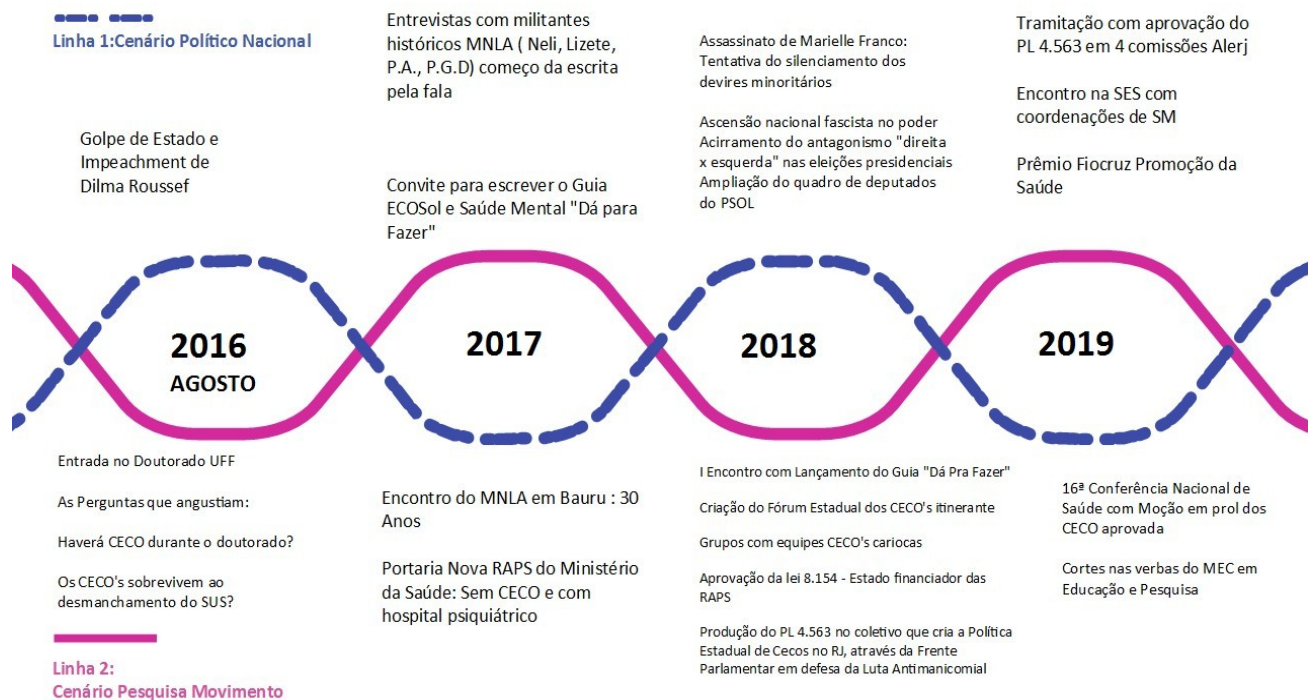 Linha 1:Cenário Político Nacional
Golpe de Estado e
Impeachment de
Dilma Roussef
Entrevistas com militantes
históricos MNLA ( Neli, Lizete,
P.A., P.G.D) começo da escrita
pela fala
Convite para escrever o Guia
ECOSol e Saúde Mental "Dá para
Fazer"
Assassinato de Marielle Franco:
Tentativa do silenciamento dos
devires minoritários
Ascensão nacional fascista no poder
Acirramento do antagonismo "direita
x esquerda" nas eleições presidenciais
Ampliação do quadro de deputados
do PSOL
Tramitação com aprovação do
PL 4.563 em 4 comissões Alerj
Encontro na SES com
coordenações de SM
Prêmio Fiocruz Promoção da
Saúde
2016
AGOSTO
2017
2018
2019
Entrada no Doutorado UFF
As Perguntas que angustiam:
Haverá CECO durante o doutorado?
Os CECO's sobrevivem ao
desmanchamento do SUS?
Encontro do MNLA em Bauru : 30
Anos
Portaria Nova RAPS do Ministério
da Saúde: Sem CECO e com
hospital psiquiátrico
I Encontro com Lançamento do Guia "Dá Pra Fazer"
Criação do Fórum Estadual dos CECO's itinerante
Grupos com equipes CECO's cariocas
Aprovação da lei 8.154 - Estado financiador das
RAPS
Produção do PL 4.563 no coletivo que cria a Política
Estadual de Cecos no RJ, através da Frente
Parlamentar em defesa da Luta Antimanicomial
16ª Conferência Nacional de
Saúde com Moção em prol dos
CECO aprovada
Cortes nas verbas do MEC em
Educação e Pesquisa
Linha 2:
Cenário Pesquisa Movimento